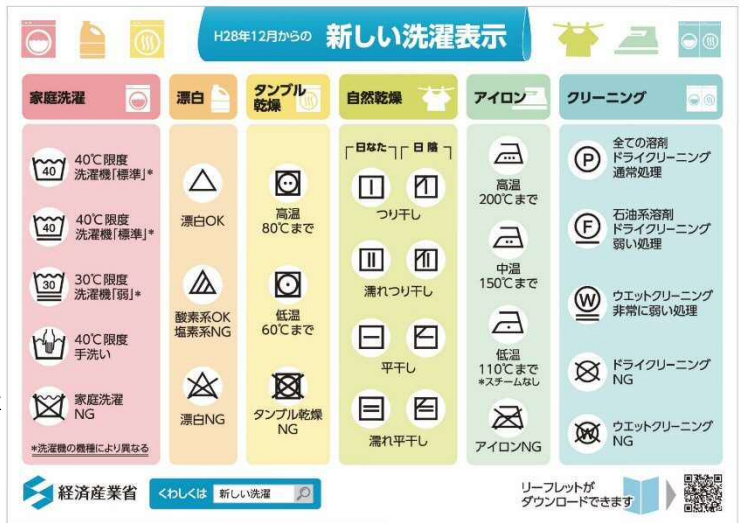 H28年12月からの 新しい洗濯表示
家庭洗濯
40
40℃限度
洗濯機「標準」*
40
40℃限度
洗濯機「標準」*
30
30℃限度
洗濯機「弱」*
40℃限度
手洗い
家庭洗濯
NG
*洗濯機の機種により異なる
漂白
漂白OK
酸素系OK
塩素系NG
漂白NG
タンブル
乾燥
高温
80℃まで
低温
60℃まで
タンブル乾燥
NG
自然乾燥
日なた 日陰
つり干し
濡れつり干し
平干し
濡れ平干し
アイロン
高温
200℃まで
中温
150℃まで
低温
110℃まで
*スチームなし
アイロンNG
クリーニング
P
全ての溶剤
ドライクリーニング
通常処理
F
石油系溶剤
ドライクリーニング
弱い処理
W
ウエットクリーニング
非常に弱い処理
ドライクリーニング
NG
W
ウエットクリーニング
NG
経済産業省
くわしくは 新しい洗濯
リーフレットが
ダウンロードできます